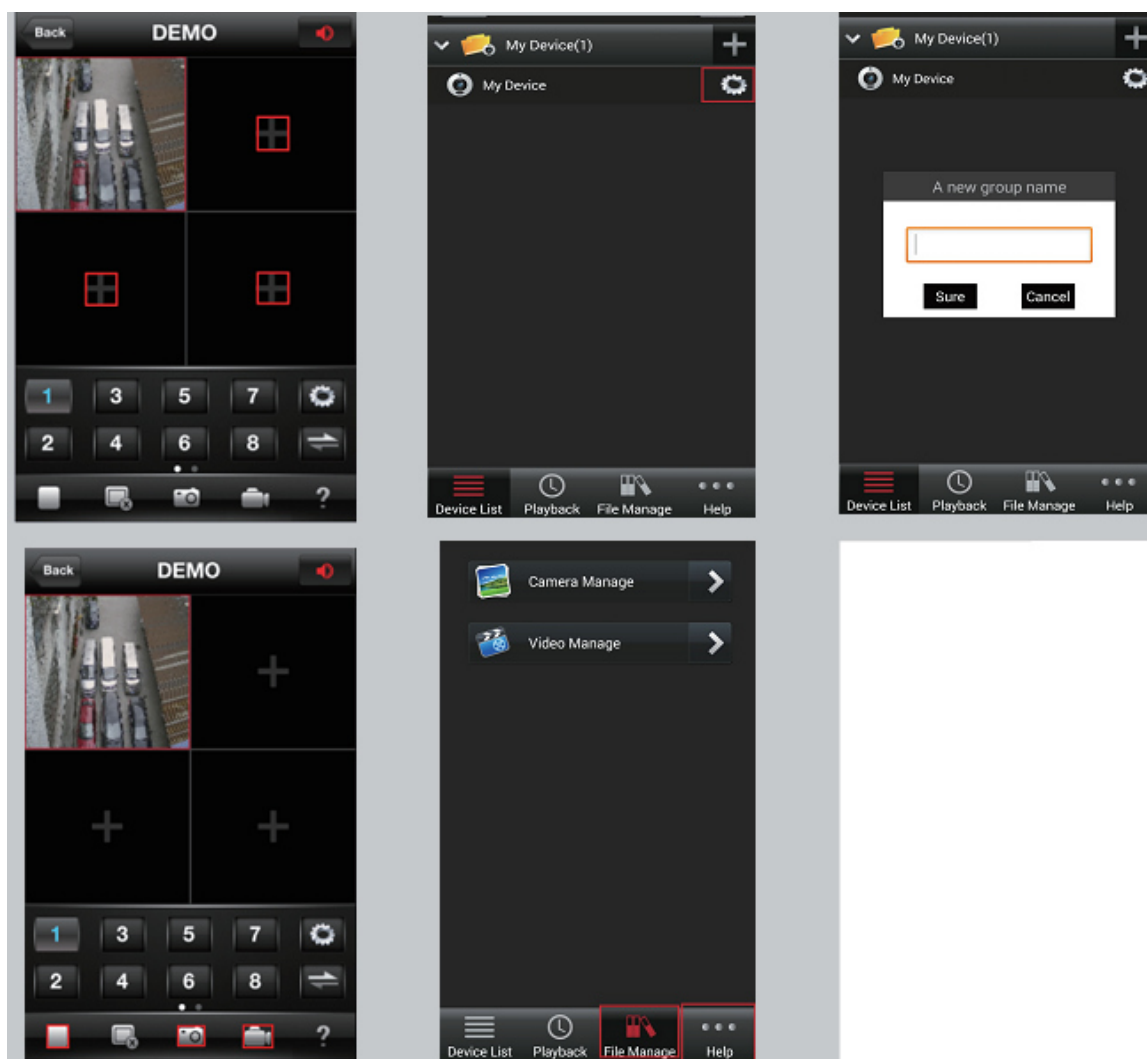 Back DEMO
1 3 5 7
2 4 6 8
?
My Device(1)
My Device
Device List Playback File Manage Help
My Device(1)
My Device
A new group name
Sure Cancel
Device List Playback File Manage Help
Back DEMO
1 3 5 7
2 4 6 8
?
Camera Manage
Video Manage
Device List Playback File Manage Help